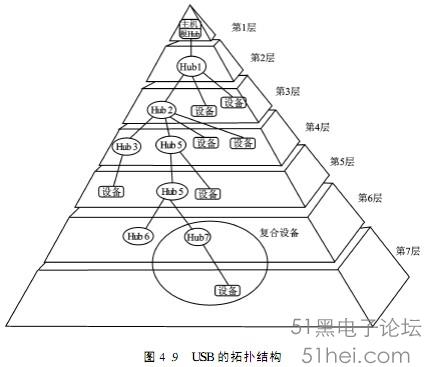 主机
根Hub
第1层
第2层
Hub1
第3层
设备
设备
Hub 2
第4层
设备
设备
Hub 3
Hub 5
第5层
设备
Hub 5
设备
第6层
Hub 6
Hub7
复合设备
第7层
设备
51黑电子论坛
图 4.9 USB的拓扑结构
51hei.com